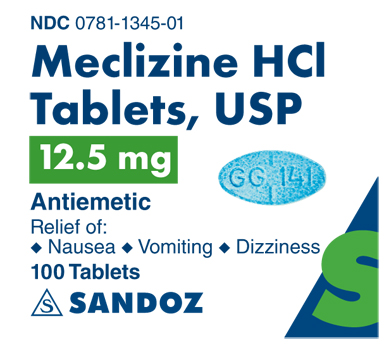 NDC 0781-1345-01
Meclizine HCl
Tablets, USP
12.5 mg
GG 141
Antiemetic
Relief of:
◆ Nausea ◆ Vomiting ◆ Dizziness
100 Tablets
S SANDOZ
S